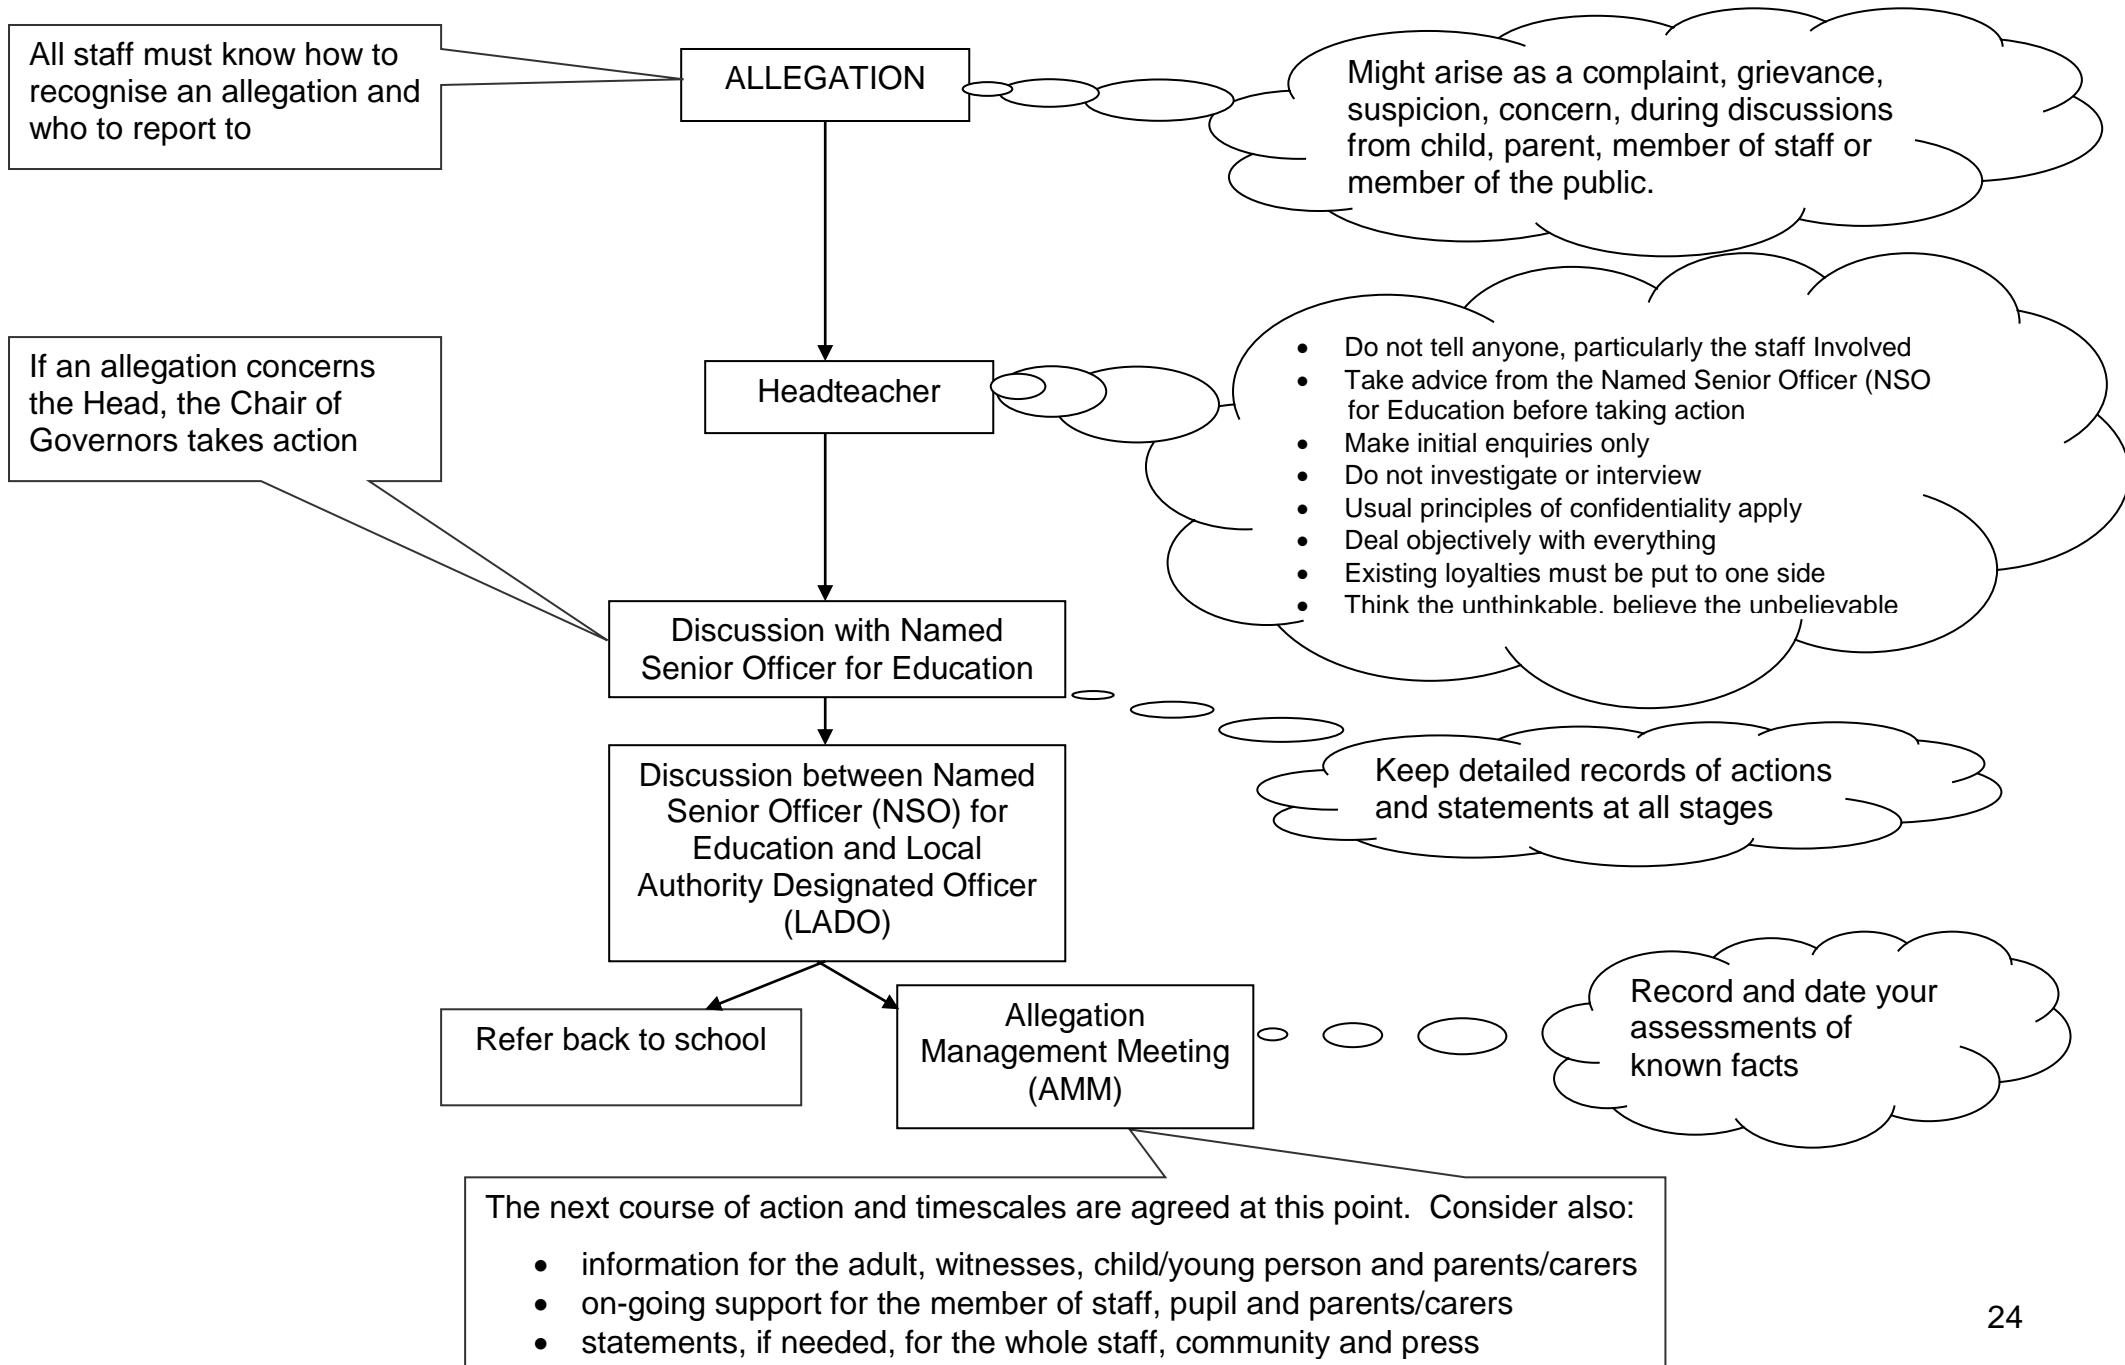 All staff must know how to
recognise an allegation and
who to report to
ALLEGATION
Might arise as a complaint, grievance,
suspicion, concern, during discussions
from child, parent, member of staff or
member of the public.
If an allegation concerns
the Head, the Chair of
Governors takes action
Headteacher
• Do not tell anyone, particularly the staff Involved
• Take advice from the Named Senior Officer (NSO
for Education before taking action
• Make initial enquiries only
• Do not investigate or interview
• Usual principles of confidentiality apply
• Deal objectively with everything
• Existing loyalties must be put to one side
• Think the unthinkable, believe the unbelievable
Discussion with Named
Senior Officer for Education
Keep detailed records of actions
and statements at all stages
Discussion between Named
Senior Officer (NSO) for
Education and Local
Authority Designated Officer
(LADO)
Refer back to school
Allegation
Management Meeting
(AMM)
Record and date your
assessments of
known facts
The next course of action and timescales are agreed at this point.  Consider also:
• information for the adult, witnesses, child/young person and parents/carers
• on-going support for the member of staff, pupil and parents/carers
• statements, if needed, for the whole staff, community and press
24